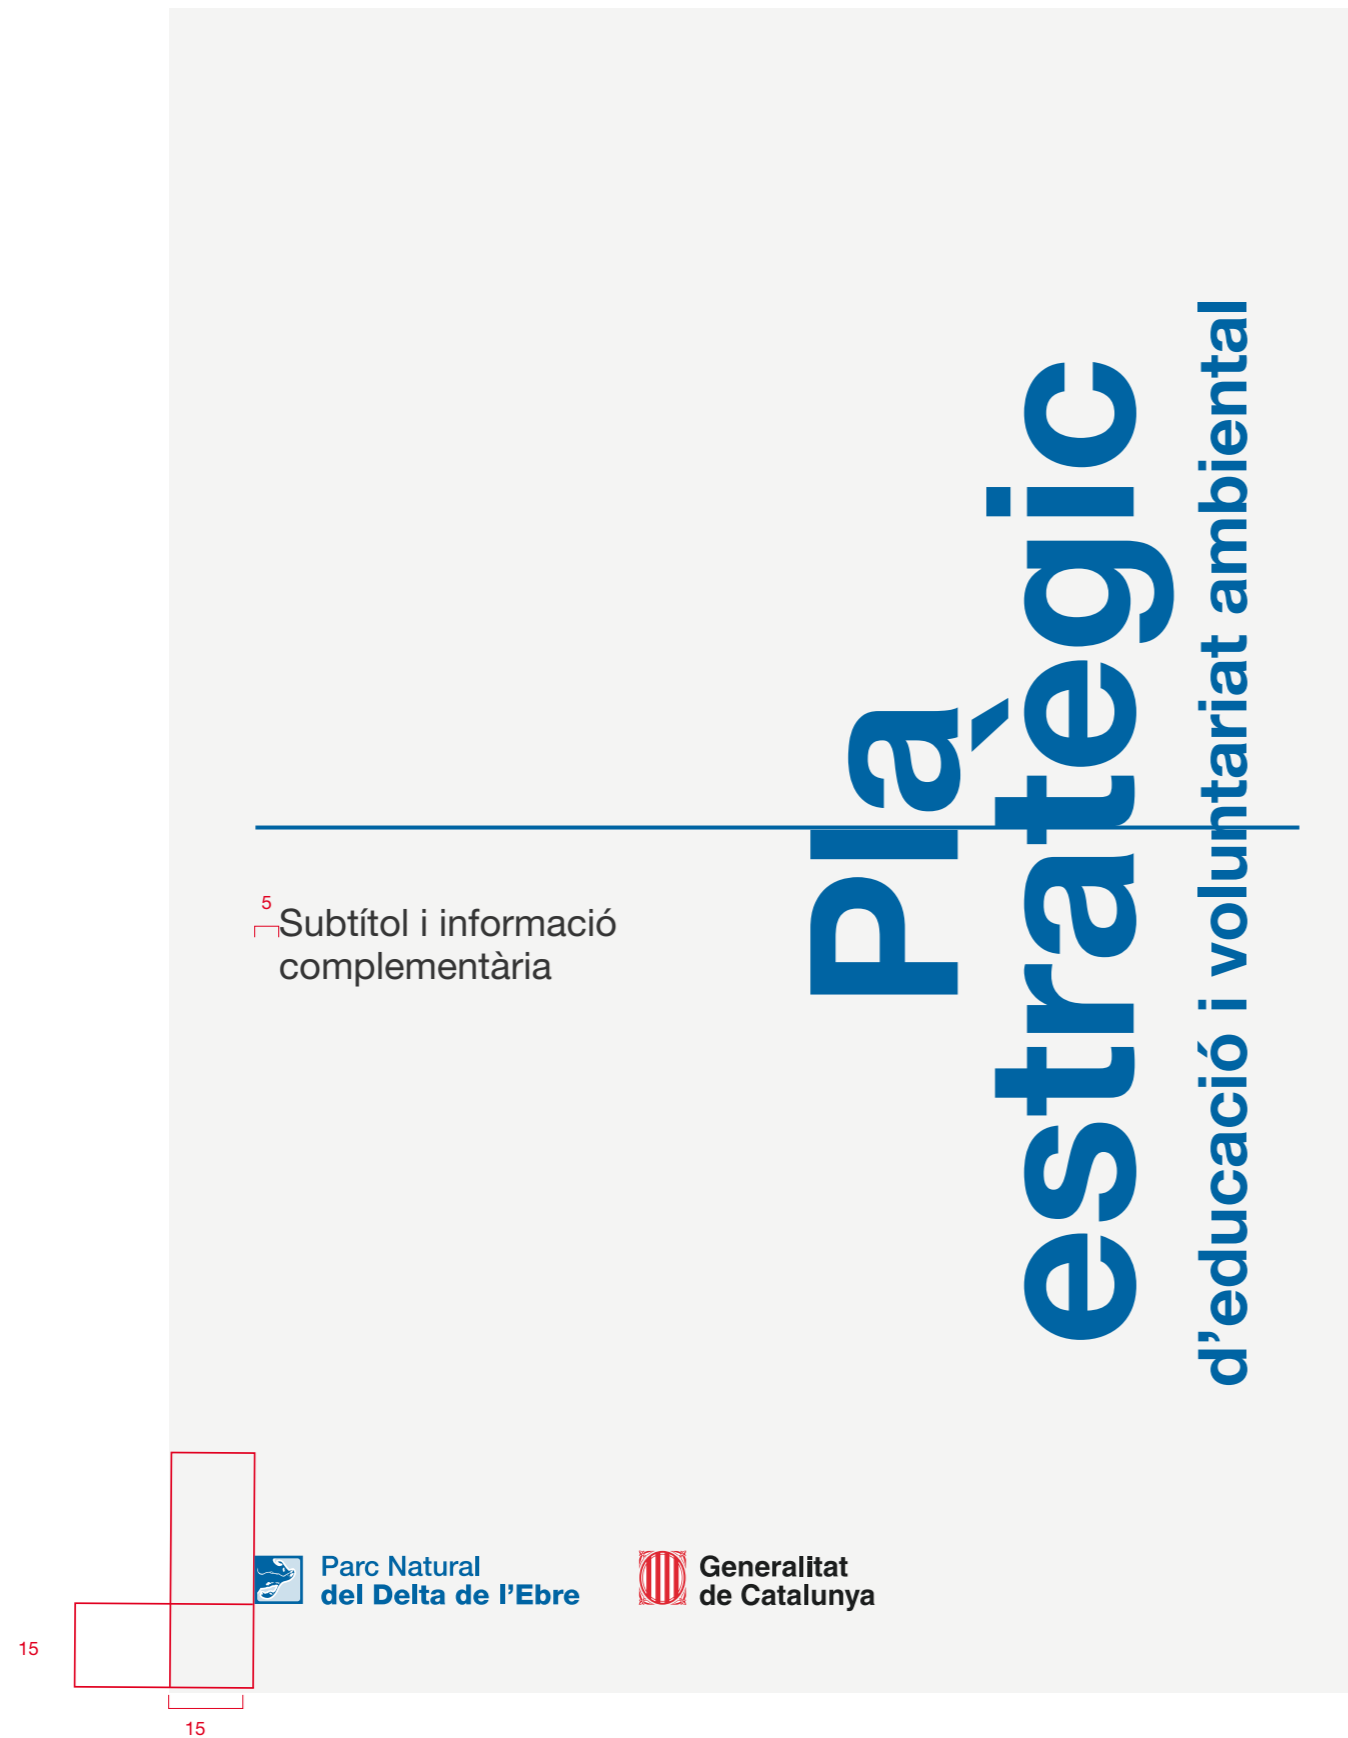 Pla
estratègic
d’educació i voluntariat ambiental
5
Subtítol i informació
complementària
Parc Natural
del Delta de l’Ebre
Generalitat
de Catalunya
15
15